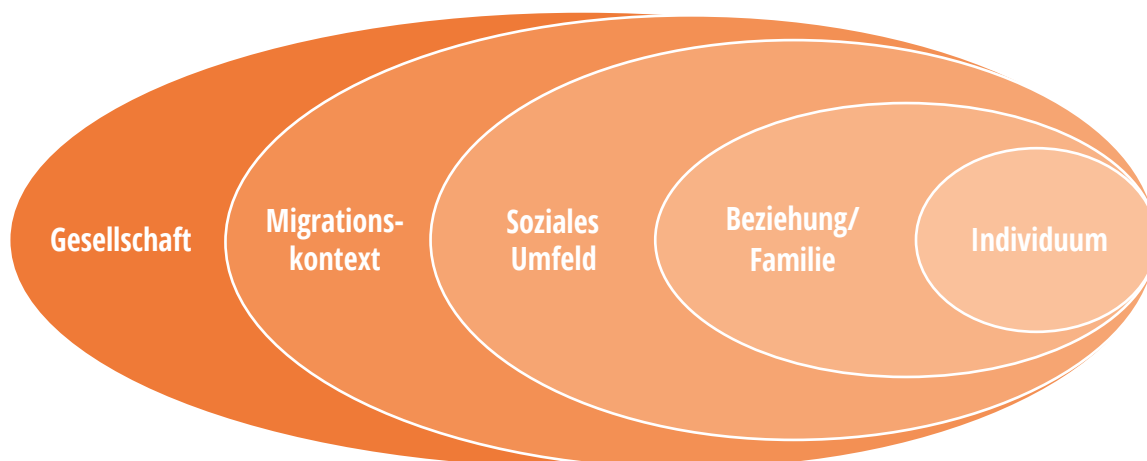 Gesellschaft
Migrations-
kontext
Soziales
Umfeld
Beziehung/
Familie
Individuum